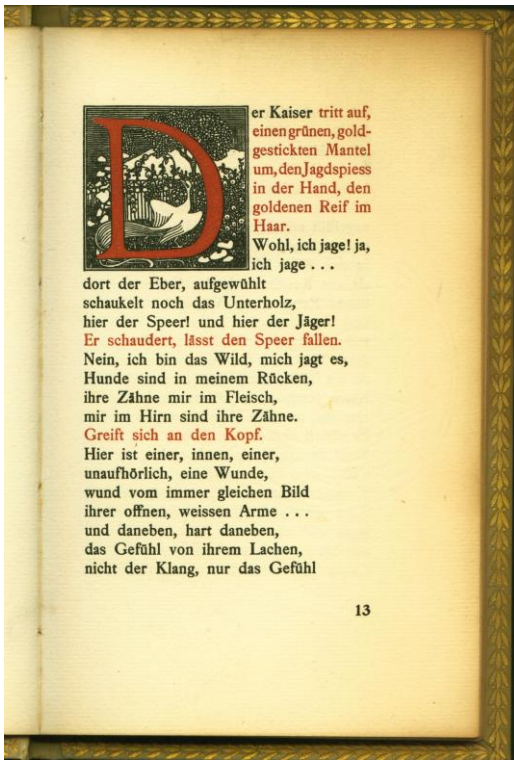 Der Kaiser tritt auf,
einen grünen, gold-
gestickten Mantel
um, den Jagdspiess
in der Hand, den
goldenen Reif im
Haar.
Wohl, ich jage! ja,
ich jage . . .
dort der Eber, aufgewühlt
schaukelt noch das Unterholz,
hier der Speer! und hier der Jäger!
Er schaudert, lässt den Speer fallen.
Nein, ich bin das Wild, mich jagt es,
Hunde sind in meinem Rücken,
ihre Zähne mir im Fleisch,
mir im Hirn sind ihre Zähne.
Greift sich an den Kopf.
Hier ist einer, innen, einer,
unaufhörlich, eine Wunde,
wund vom immer gleichen Bild
ihrer offnen, weissen Arme . . .
und daneben, hart daneben,
das Gefühl von ihrem Lachen,
nicht der Klang, nur das Gefühl
13